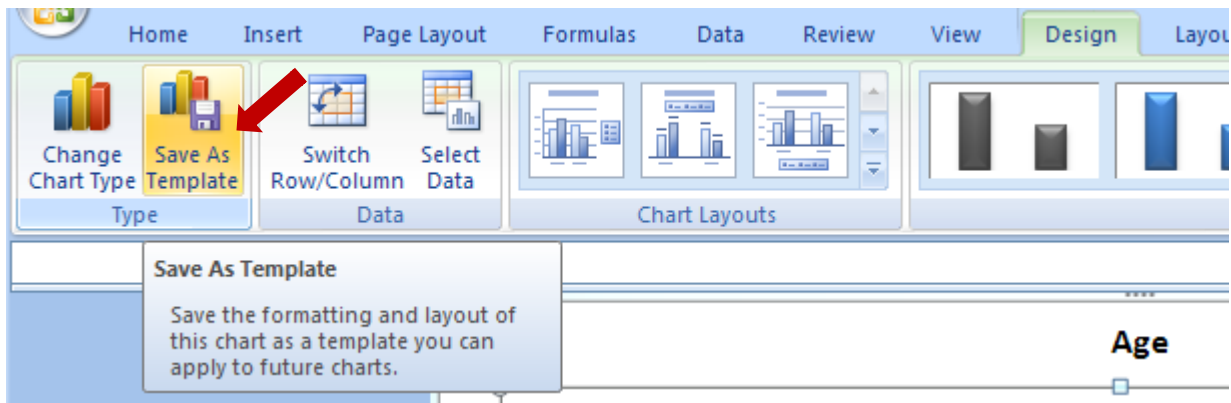 Home Insert Page Layout Formulas Data Review View Design Layou
Change Chart Type
Save As Template
Switch Row/Column
Select Data
Type Data Chart Layouts
Save As Template
Save the formatting and layout of
this chart as a template you can
apply to future charts.
Age